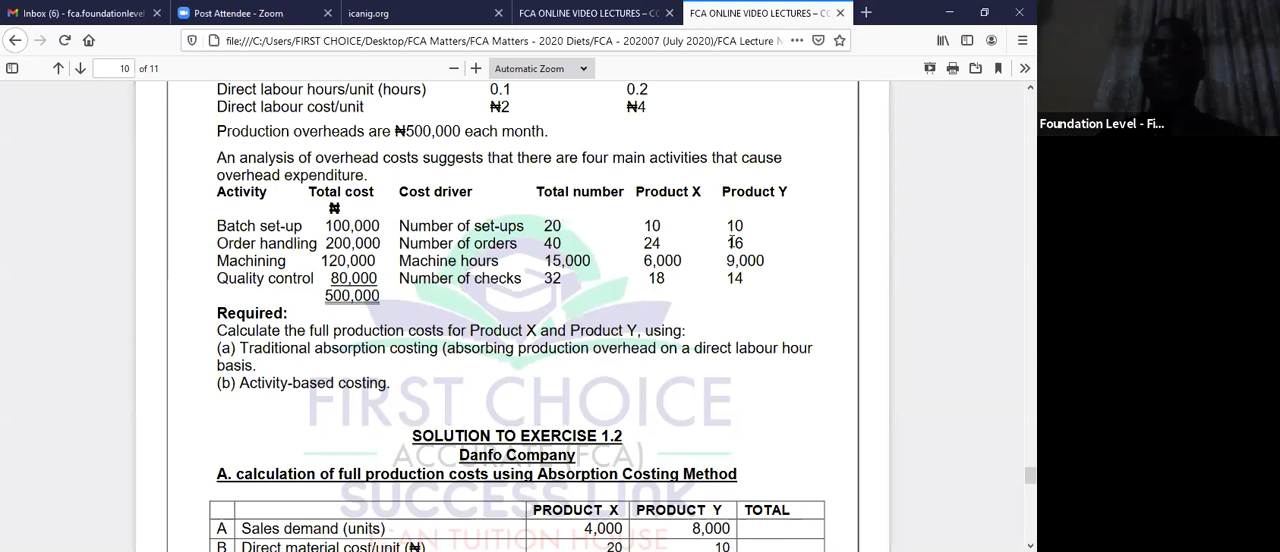 Inbox (6) - fca.foundationlevel
Post Attendee - Zoom
icanig.org
FCA ONLINE VIDEO LECTURES – CC
FCA ONLINE VIDEO LECTURES – CC
file:///C:/Users/FIRST CHOICE/Desktop/FCA Matters/FCA Matters - 2020 Diets/FCA - 202007 (July 2020)/FCA Lecture N
10 of 11
Automatic Zoom
Foundation Level - Fi...
Direct labour hours/unit (hours) 0.1 0.2
Direct labour cost/unit ₦2 ₦4
Production overheads are ₦500,000 each month.
An analysis of overhead costs suggests that there are four main activities that cause
overhead expenditure.
Activity Total cost Cost driver Total number Product X Product Y
₦
Batch set-up 100,000 Number of set-ups 20 10 10
Order handling 200,000 Number of orders 40 24 16
Machining 120,000 Machine hours 15,000 6,000 9,000
Quality control 80,000 Number of checks 32 18 14
500,000
Required:
Calculate the full production costs for Product X and Product Y, using:
(a) Traditional absorption costing (absorbing production overhead on a direct labour hour
basis.
(b) Activity-based costing.
FIRST CHOICE
SOLUTION TO EXERCISE 1.2
ACCURATE (FCA)
Danfo Company
A. calculation of full production costs using Absorption Costing Method
SUCCESS LINK
PRODUCT X PRODUCT Y TOTAL
A Sales demand (units) 4,000 8,000
ICAN TUITION HOUSE
B Direct material cost/unit (₦) 20 10